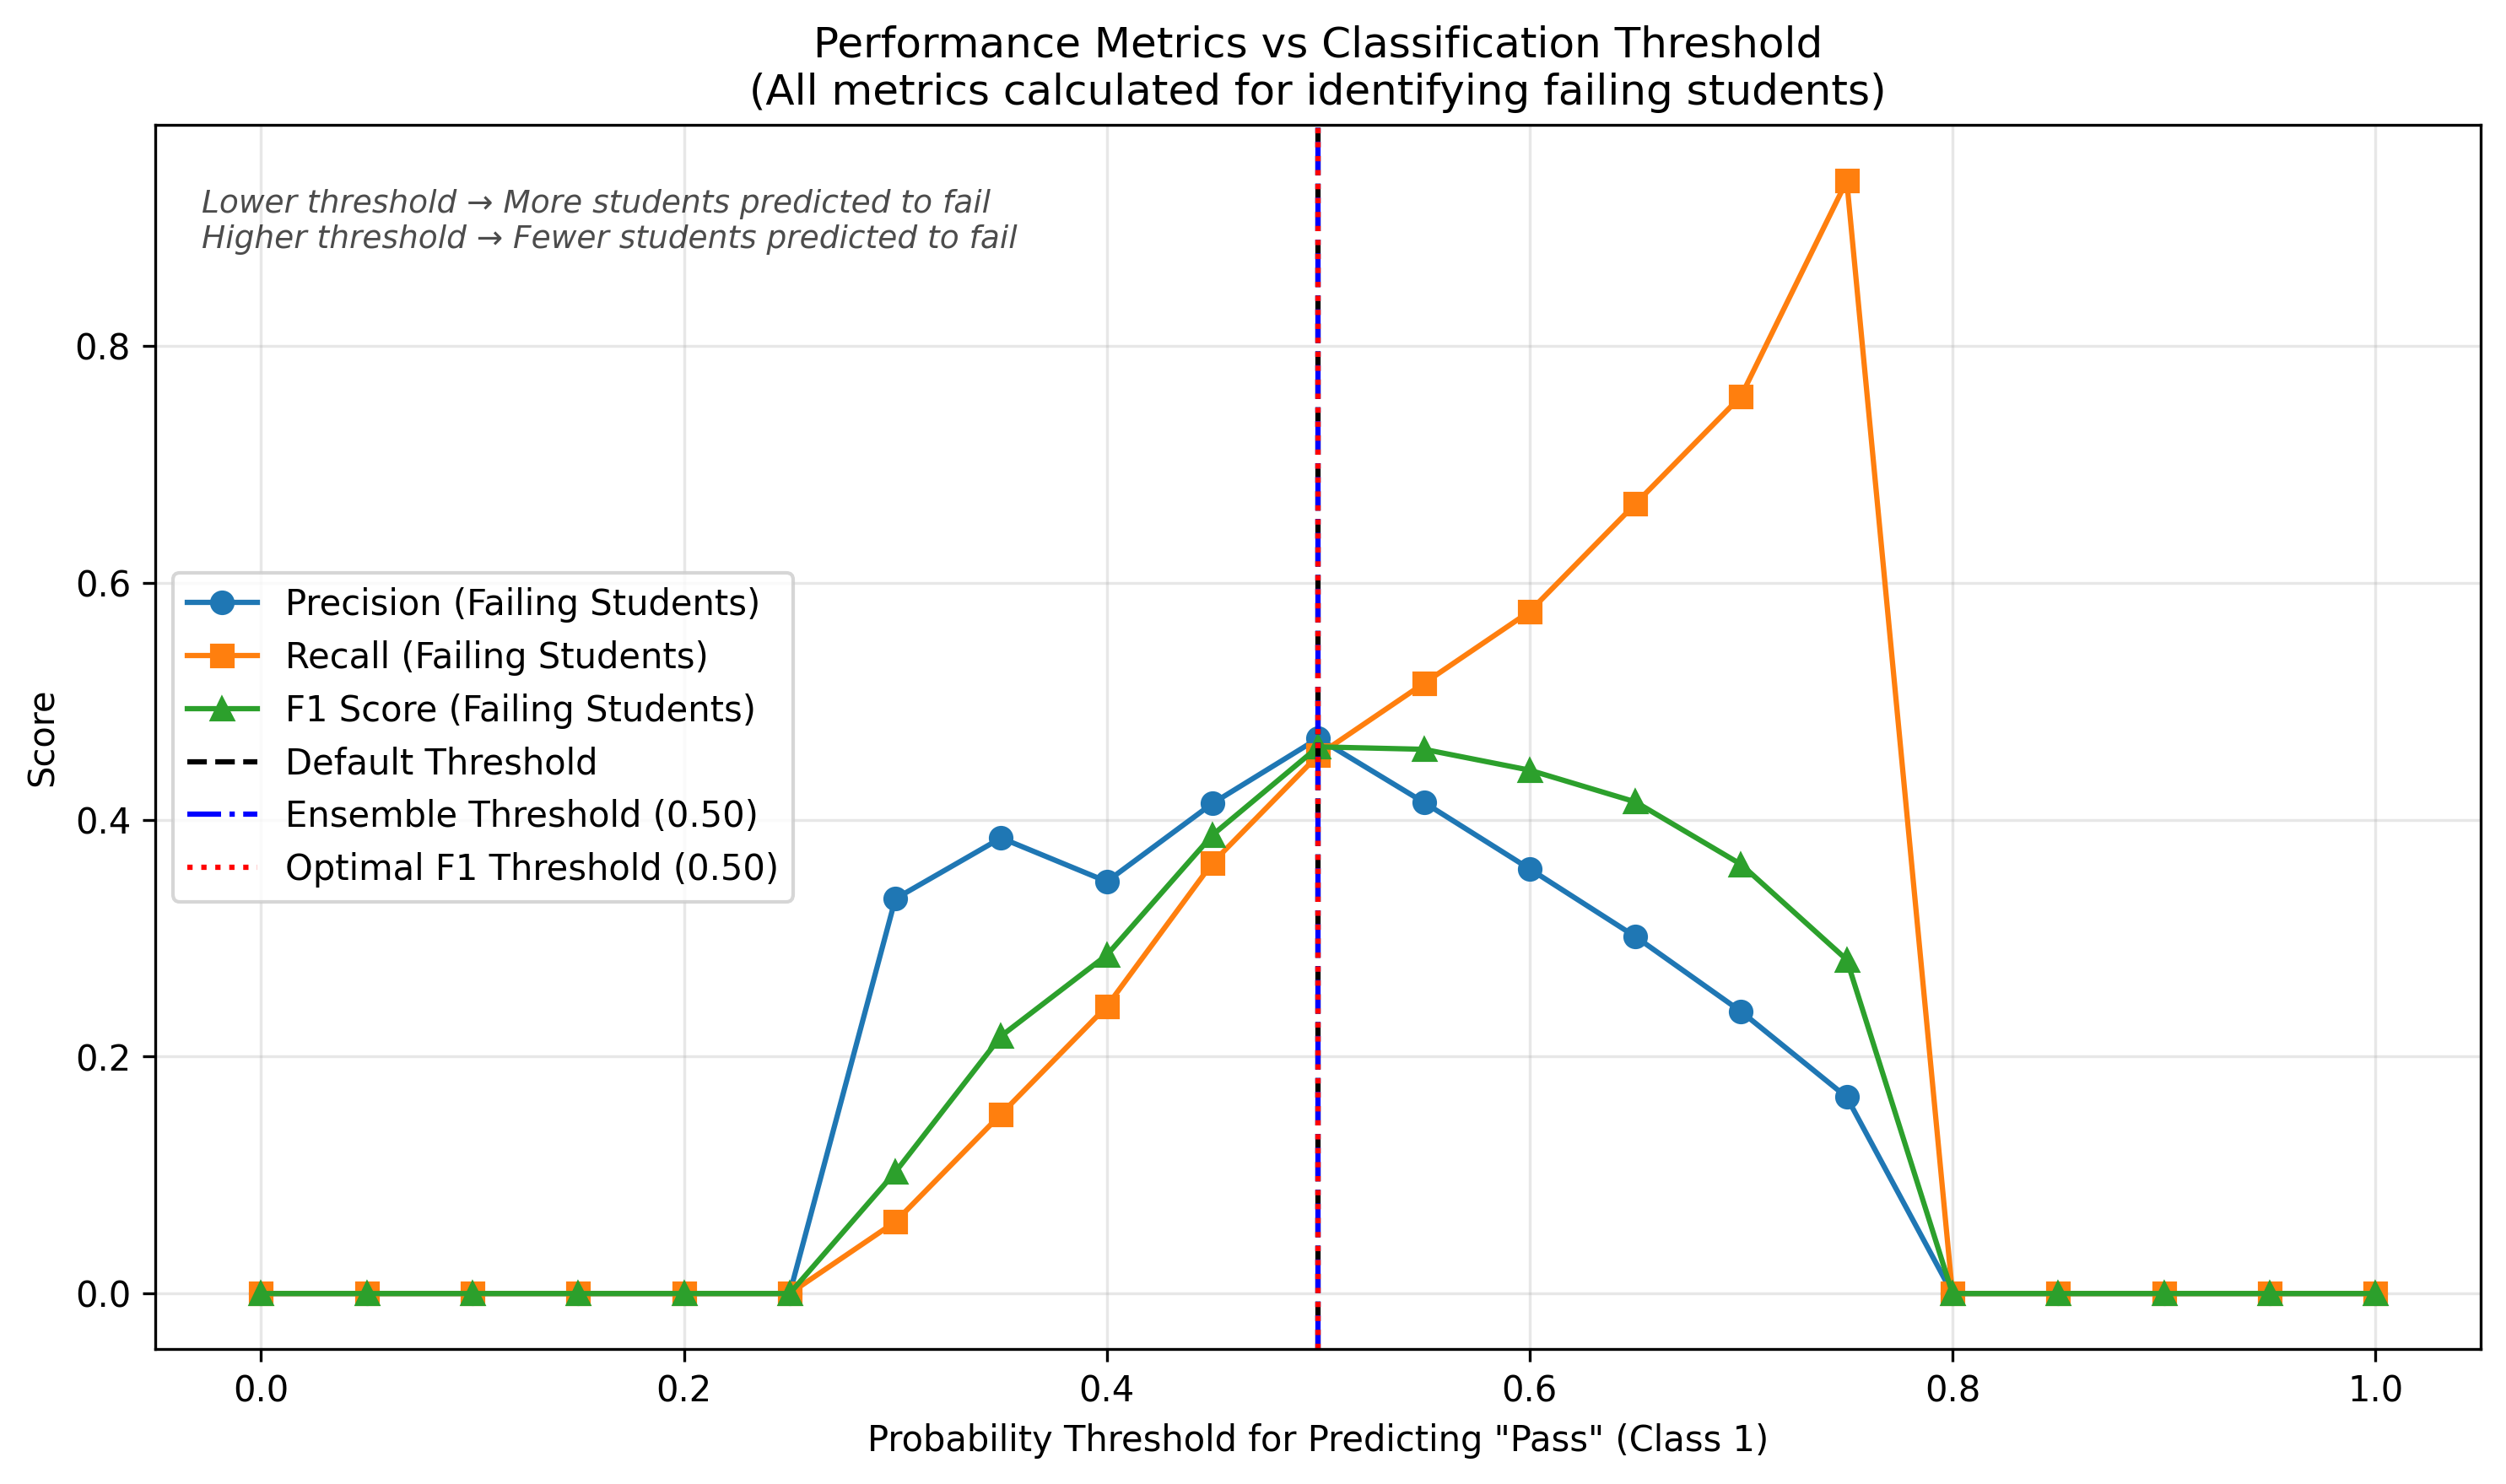 Performance Metrics vs Classification Threshold
(All metrics calculated for identifying failing students)
Lower threshold → More students predicted to fail
Higher threshold → Fewer students predicted to fail
Precision (Failing Students)
Recall (Failing Students)
F1 Score (Failing Students)
Default Threshold
Ensemble Threshold (0.50)
Optimal F1 Threshold (0.50)
Score
0.8
0.6
0.4
0.2
0.0
0.0 0.2 0.4 0.6 0.8 1.0
Probability Threshold for Predicting "Pass" (Class 1)